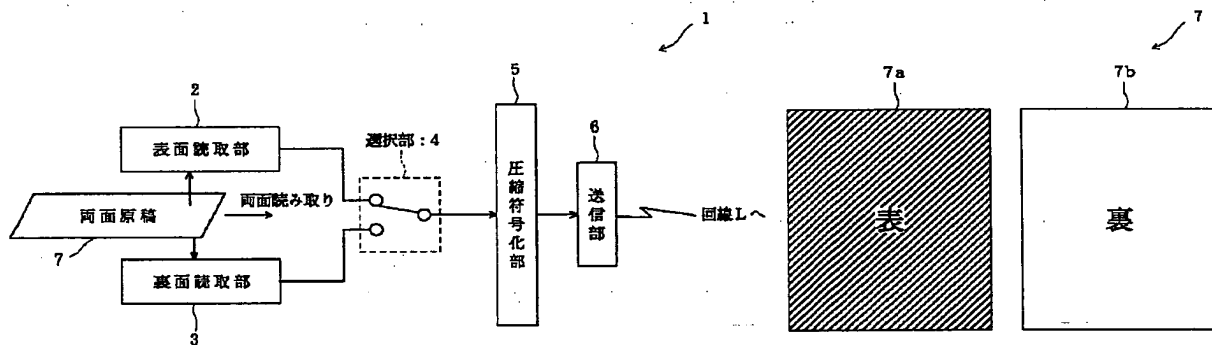 1
7
5
7a
7b
2
6
表面読取部
選択部:4
両面読み取り
両面原稿
圧縮符号化部
送信部
回線Lへ
表
裏
7
裏面読取部
3